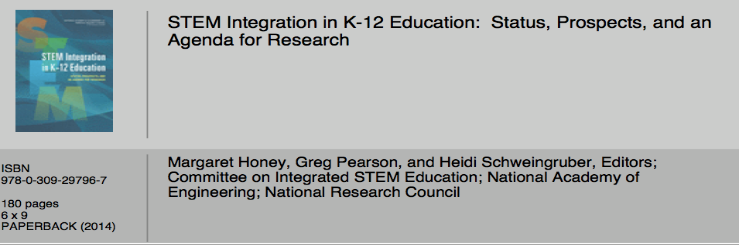 STEM Integration in K-12 Education: Status, Prospects, and an
Agenda for Research
STEM
STEM Integration
in K-12 Education
ISBN
978-0-309-29796-7
180 pages
6 x 9
PAPERBACK (2014)
Margaret Honey, Greg Pearson, and Heidi Schweingruber, Editors;
Committee on Integrated STEM Education; National Academy of
Engineering; National Research Council